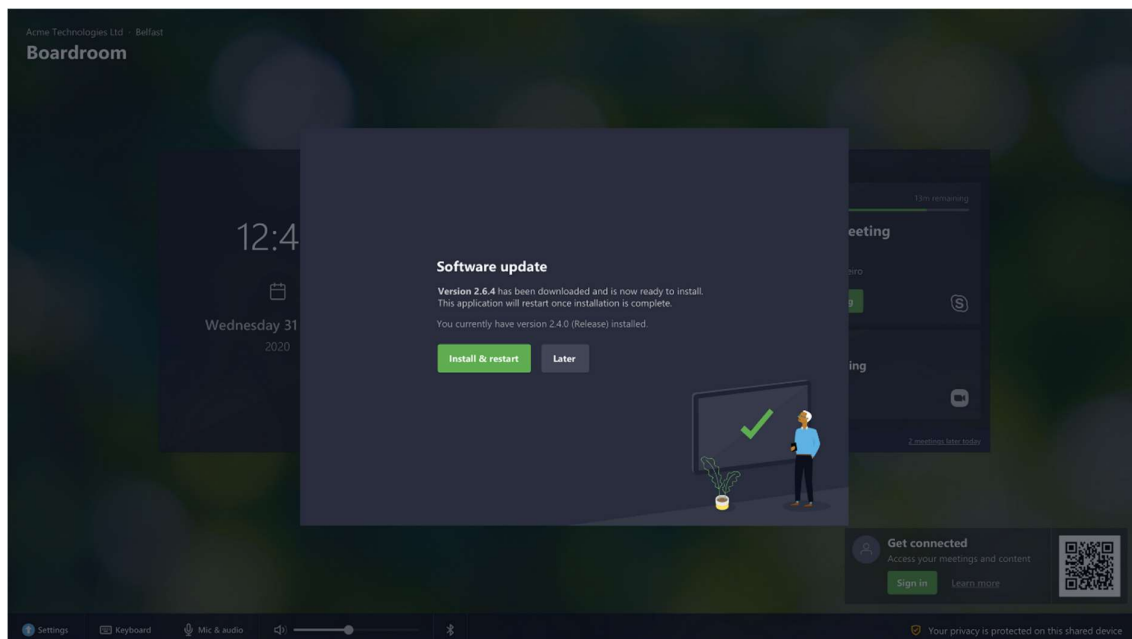 Acme Technologies Ltd · Belfast
Boardroom
12:4
Wednesday 31
2020
Software update
Version 2.6.4 has been downloaded and is now ready to install.
This application will restart once installation is complete.
You currently have version 2.4.0 (Release) installed.
Install & restart
Later
13m remaining
eeting
eiro
g
ing
2 meetings later today
Get connected
Access your meetings and content
Sign in
Learn more
Settings
Keyboard
Mic & audio
Your privacy is protected on this shared device